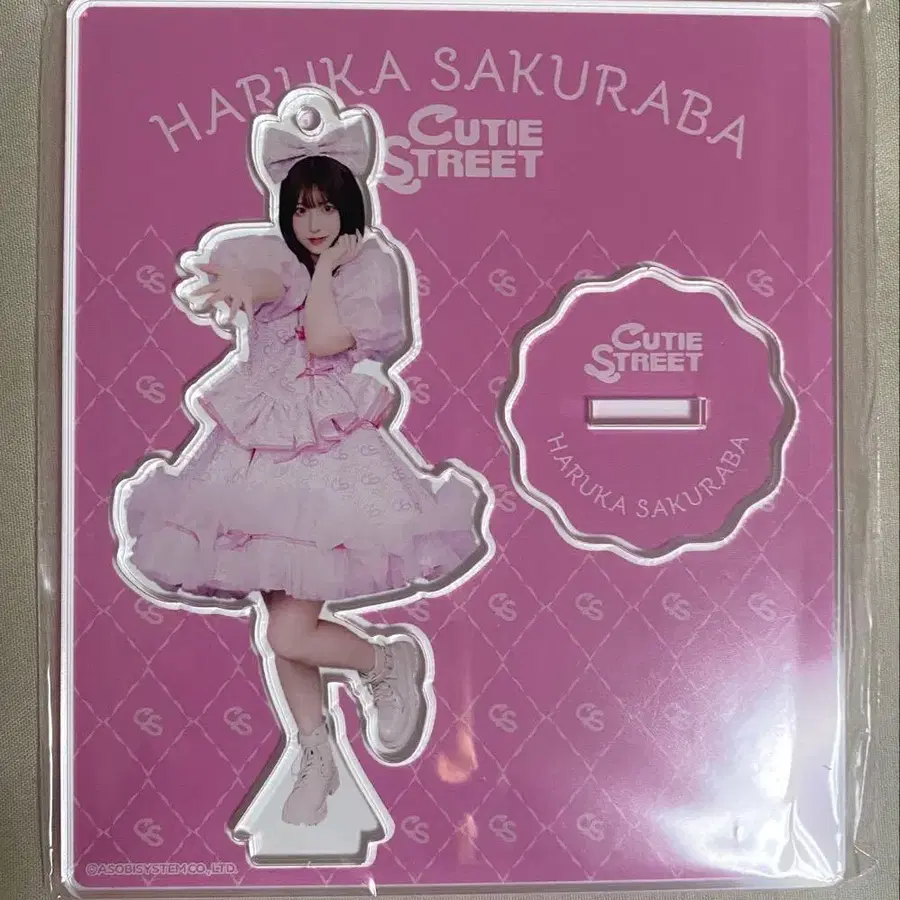 HARUKA SAKURABA
CUTIE
STREET
CUTIE
STREET
HARUKA SAKURABA
©ASOBISYSTEM CO., LTD.